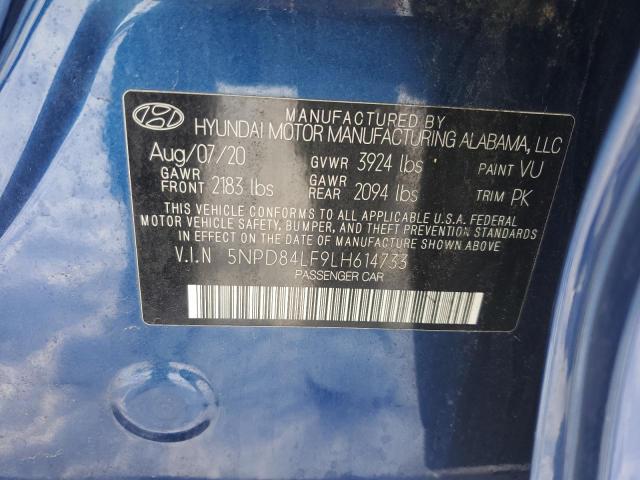 MANUFACTURED BY
HYUNDAI MOTOR MANUFACTURING ALABAMA, LLC
Aug/07/20 GVWR 3924 lbs PAINT VU
GAWR FRONT 2183 lbs GAWR REAR 2094 lbs TRIM PK
THIS VEHICLE CONFORMS TO ALL APPLICABLE U.S.A. FEDERAL
MOTOR VEHICLE SAFETY, BUMPER, AND THEFT PREVENTION STANDARDS
IN EFFECT ON THE DATE OF MANUFACTURE SHOWN ABOVE.
V.I.N 5NPD84LF9LH614733
PASSENGER CAR